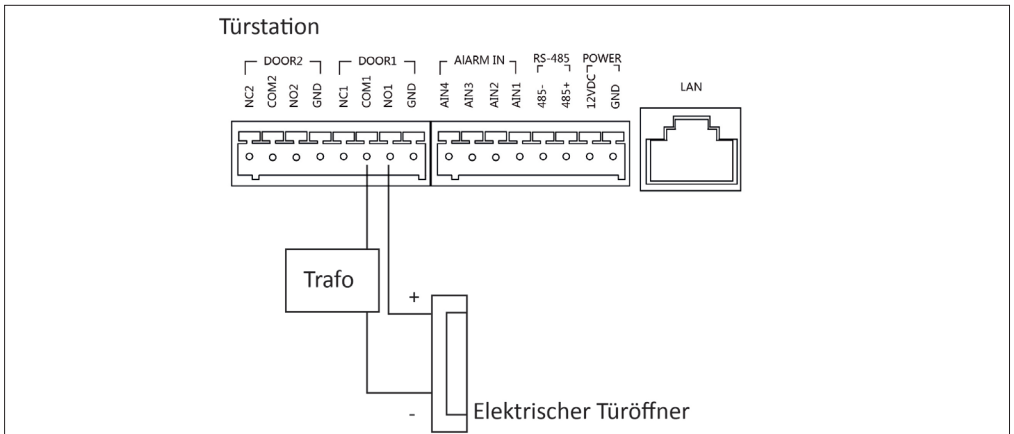 Türstation
DOOR2 DOOR1 AlARM IN RS-485 POWER
NC2 COM2 NO2 GND NC1 COM1 NO1 GND AIN4 AIN3 AIN2 AIN1 485- 485+ 12VDC GND
LAN
Trafo
+
-
Elektrischer Türöffner